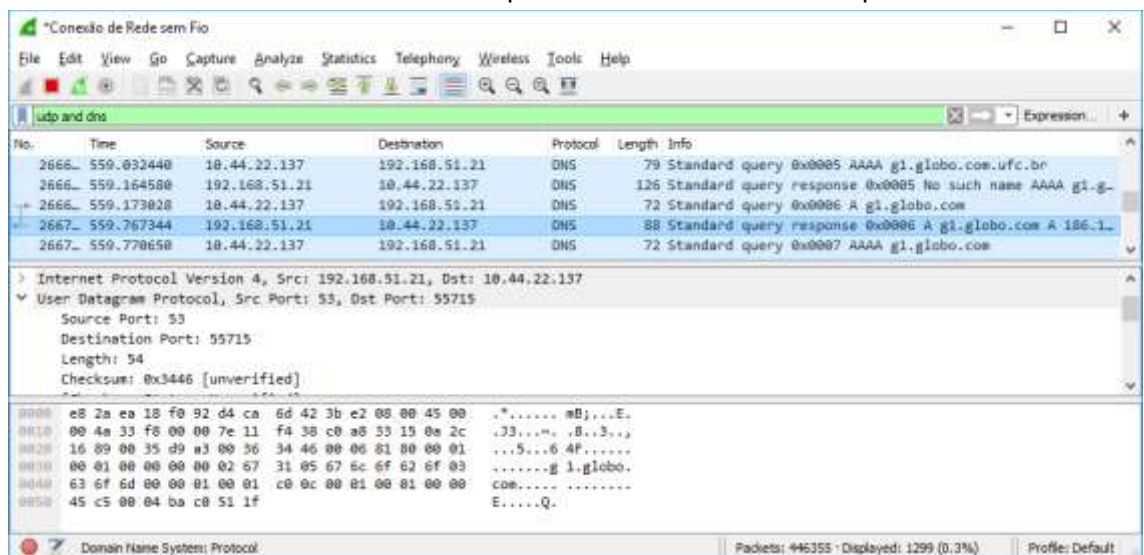 *Conexão de Rede sem Fio
File Edit View Go Capture Analyze Statistics Telephony Wireless Tools Help
udp and dns Expression... +
No. Time Source Destination Protocol Length Info
2666… 559.032440 10.44.22.137 192.168.51.21 DNS 79 Standard query 0x0005 AAAA g1.globo.com.ufc.br
2666… 559.164580 192.168.51.21 10.44.22.137 DNS 126 Standard query response 0x0005 No such name AAAA g1.g…
2666… 559.173028 10.44.22.137 192.168.51.21 DNS 72 Standard query 0x0006 A g1.globo.com
2667… 559.767344 192.168.51.21 10.44.22.137 DNS 88 Standard query response 0x0006 A g1.globo.com A 186.1…
2667… 559.770650 10.44.22.137 192.168.51.21 DNS 72 Standard query 0x0007 AAAA g1.globo.com
Internet Protocol Version 4, Src: 192.168.51.21, Dst: 10.44.22.137
User Datagram Protocol, Src Port: 53, Dst Port: 55715
Source Port: 53
Destination Port: 55715
Length: 54
Checksum: 0x3446 [unverified]
0000 e8 2a ea 18 f0 92 d4 ca 6d 42 3b e2 08 00 45 00 .*...... mB;...E.
0010 00 4a 33 f8 00 00 7e 11 f4 38 c0 a8 33 15 0a 2c
0020 16 89 00 35 d9 a3 00 36 34 46 00 06 81 80 00 01 ...5...6 4F......
0030 00 01 00 00 00 00 02 67 31 05 67 6c 6f 62 6f 03 .......g 1.globo.
0040 63 6f 6d 00 00 01 00 01 c0 0c 00 01 00 01 00 00 com..... ........
0050 45 c5 00 04 ba c0 51 1f E.....Q.
Domain Name System: Protocol Packets: 446355 · Displayed: 1299 (0.3%) Profile: Default